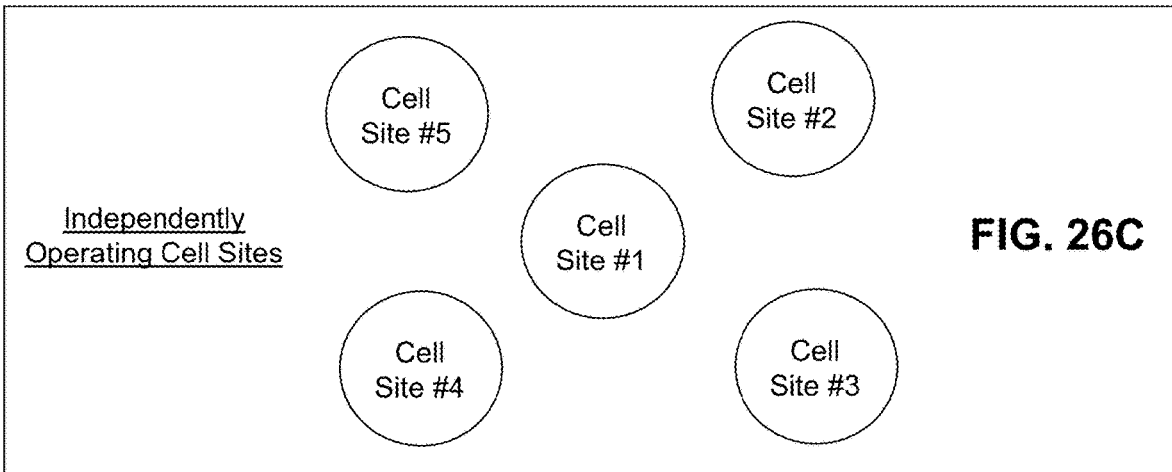 Cell
Site #5
Cell
Site #2
Independently
Operating Cell Sites
Cell
Site #1
FIG. 26C
Cell
Site #4
Cell
Site #3